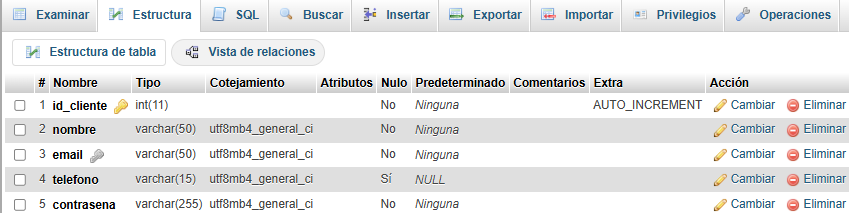 Examinar Estructura SQL Buscar Insertar Exportar Importar Privilegios Operaciones
Estructura de tabla Vista de relaciones
# Nombre Tipo Cotejamiento Atributos Nulo Predeterminado Comentarios Extra Acción
1 id_cliente int(11) No Ninguna AUTO_INCREMENT Cambiar Eliminar
2 nombre varchar(50) utf8mb4_general_ci No Ninguna Cambiar Eliminar
3 email varchar(50) utf8mb4_general_ci No Ninguna Cambiar Eliminar
4 telefono varchar(15) utf8mb4_general_ci Sí NULL Cambiar Eliminar
5 contrasena varchar(255) utf8mb4_general_ci No Ninguna Cambiar Eliminar